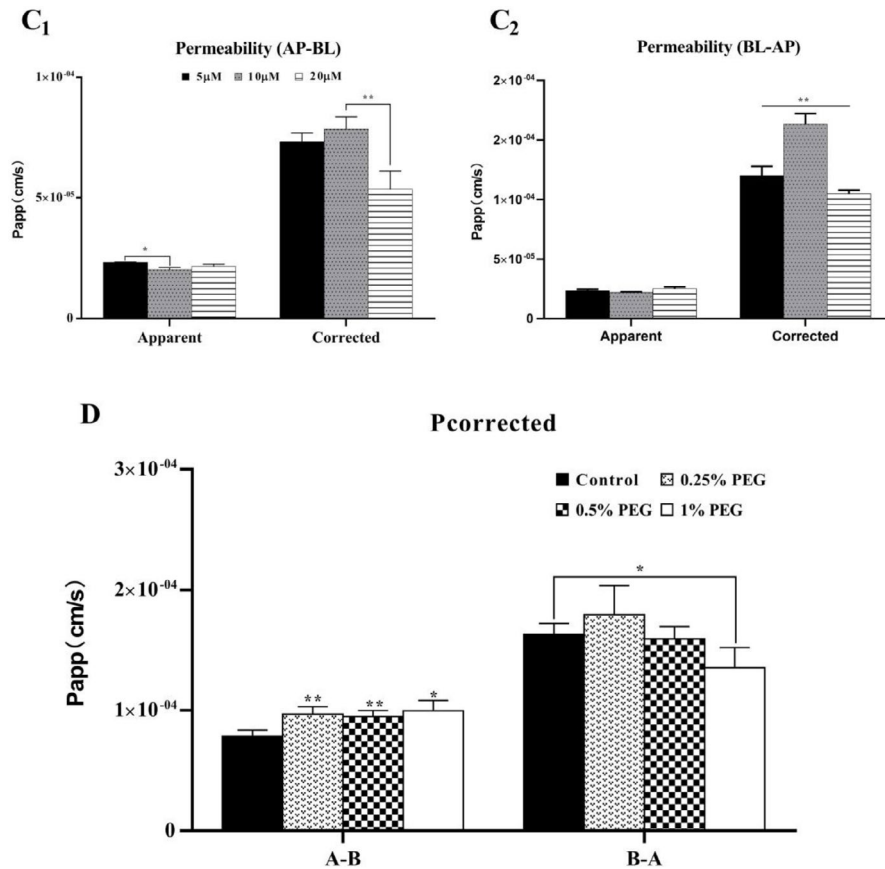 C₁
Permeability (AP-BL)
1×10⁻⁰⁴
5μM 10μM 20μM
**
Papp(cm/s)
5×10⁻⁰⁵
*
0
Apparent Corrected
C₂
Permeability (BL-AP)
2×10⁻⁰⁴
**
2×10⁻⁰⁴
Papp(cm/s)
1×10⁻⁰⁴
5×10⁻⁰⁵
0
Apparent Corrected
D
Pcorrected
3×10⁻⁰⁴
Control 0.25% PEG
0.5% PEG 1% PEG
2×10⁻⁰⁴
*
Papp(cm/s)
** ** *
1×10⁻⁰⁴
0
A-B B-A